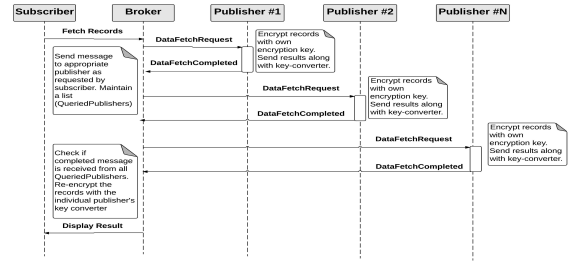 Subscriber
Broker
Publisher #1
Publisher #2
Publisher #N
Fetch Records
Send message
to appropriate
publisher as
requested by
subscriber. Maintain
a list
(QueriedPublishers)
DataFetchRequest
DataFetchCompleted
Encrypt records
with own
encryption key.
Send results along
with key-converter.
DataFetchRequest
DataFetchCompleted
Encrypt records
with own
encryption key.
Send results along
with key-converter.
DataFetchRequest
DataFetchCompleted
Encrypt records
with own
encryption key.
Send results along
with key-converter.
Check if
completed message
is received from all
QueriedPublishers.
Re-encrypt the
records with the
individual publisher's
key converter
Display Result